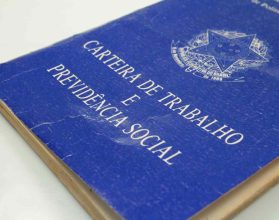 CARTEIRA DE TRABALHO
E
PREVIDÊNCIA SOCIAL